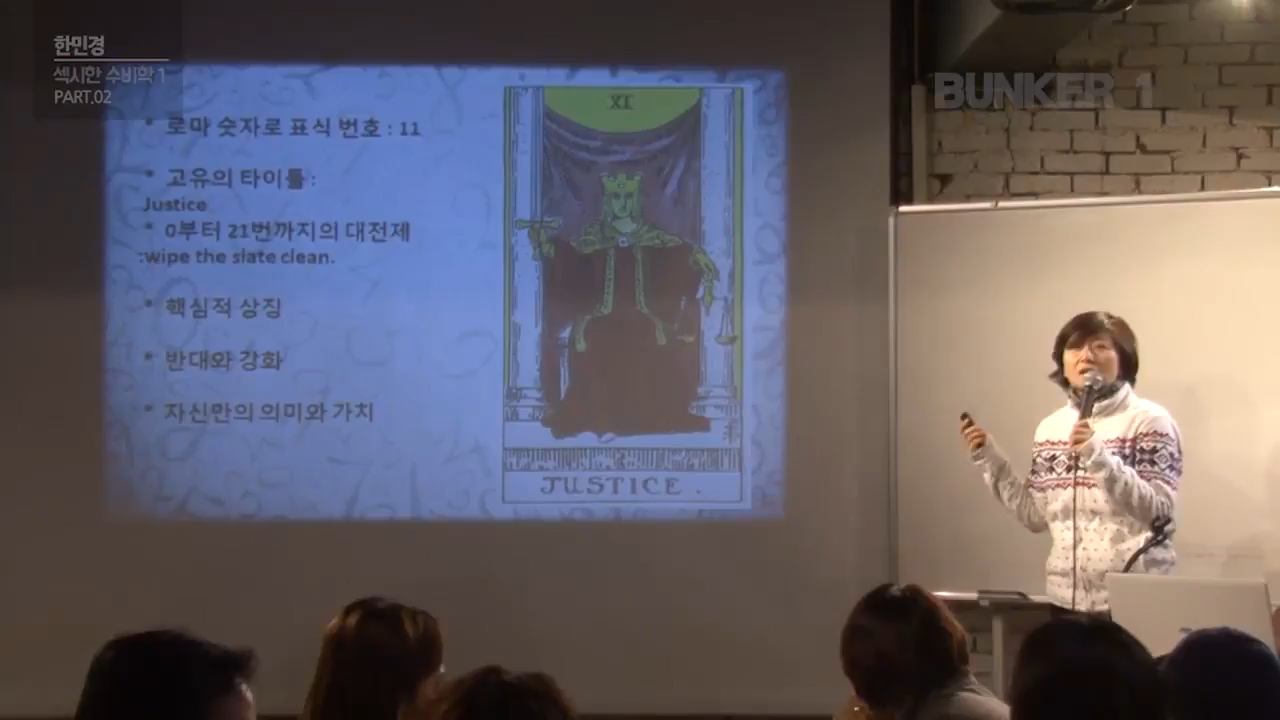 한민경
섹시한 수비학 1
PART.02
BUNKER 1
• 로마 숫자로 표식 번호 : 11
• 고유의 타이틀 :
Justice
• 0부터 21번까지의 대전제
:wipe the slate clean.
• 핵심적 상징
• 반대와 강화
• 자신만의 의미와 가치
XI
JUSTICE .